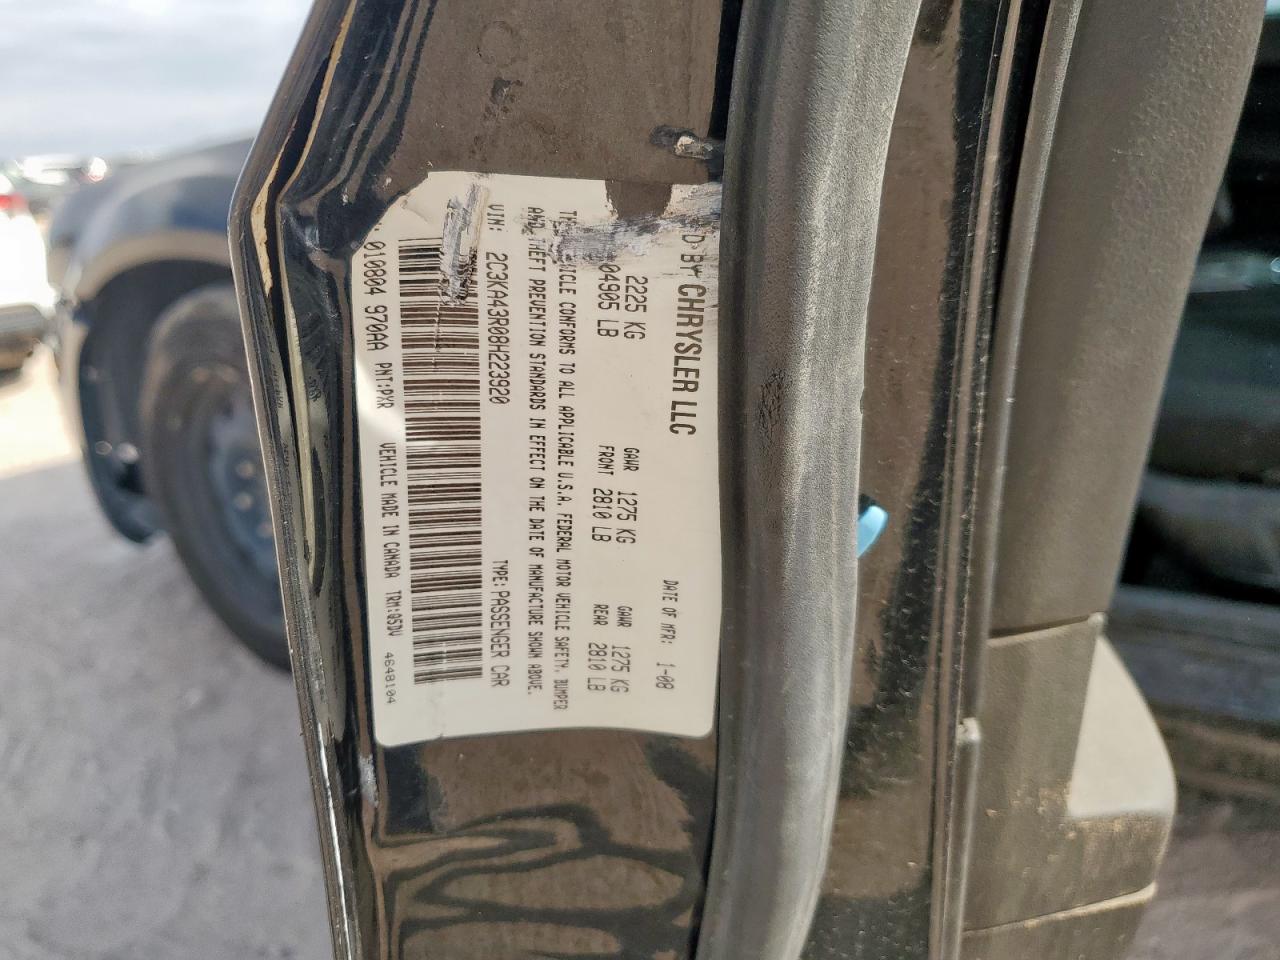 D BY CHRYSLER LLC
DATE OF MFR: 1-08
2225 KG
04905 LB
GAWR FRONT
1275 KG
2810 LB
GAWR REAR
1275 KG
2810 LB
VEHICLE CONFORMS TO ALL APPLICABLE U.S.A. FEDERAL MOTOR VEHICLE SAFETY, BUMPER
AND THEFT PREVENTION STANDARDS IN EFFECT ON THE DATE OF MANUFACTURE SHOWN ABOVE.
VIN: 2C3KA43R08H223920 TYPE: PASSENGER CAR
010804 970AA PNT:PXR VEHICLE MADE IN CANADA TRM:Q5DV 4648104